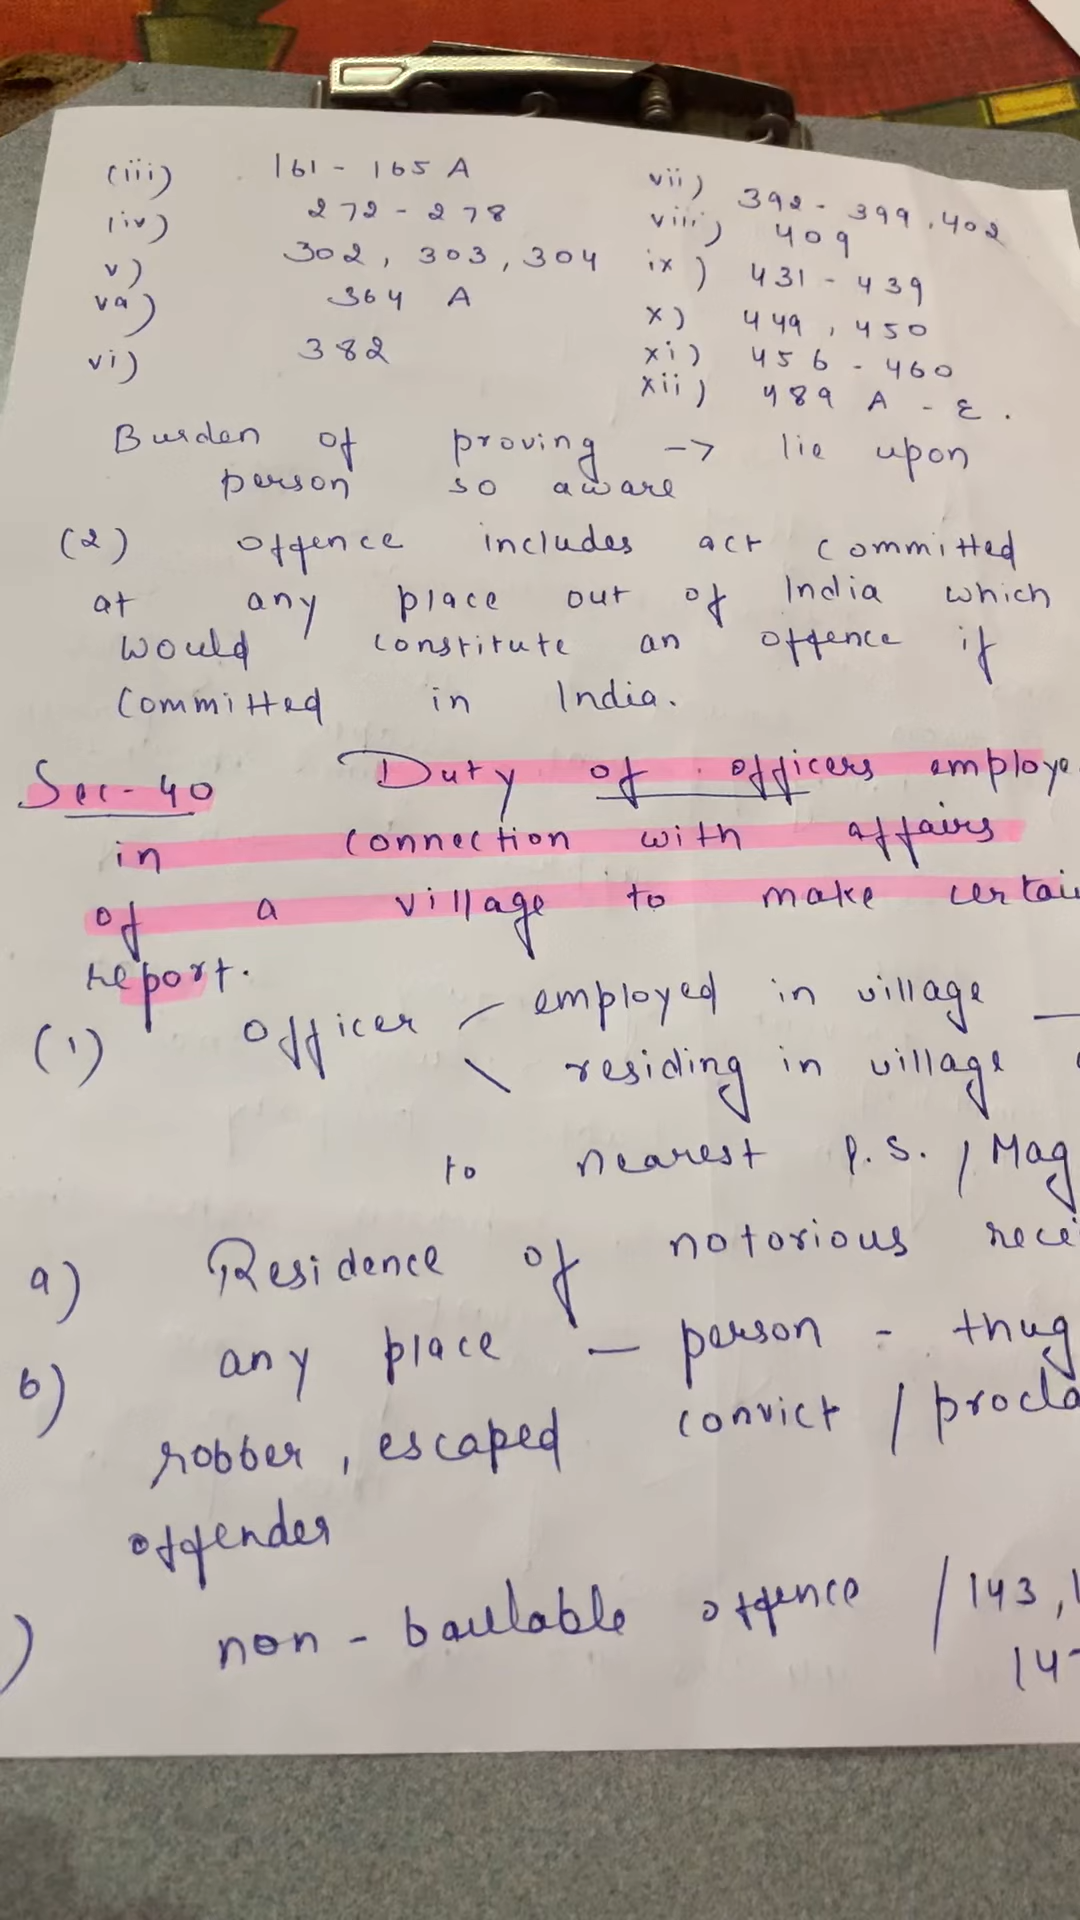 (iii) 161 - 165 A
(iv) 272 - 278
v) 302, 303, 304
va) 364 A
vi) 382
vii) 392 - 399, 402
viii) 409
ix) 431 - 439
x) 449, 450
xi) 456 - 460
xii) 489 A - E.
Burden of proving -> lie upon
person so aware
(2) offence includes act committed
at any place out of India which
would constitute an offence if
committed in India.
Sec-40 Duty of officers employe
in connection with affairs
of a village to make certai
report.
(1) officer employed in village
residing in village
to nearest P.S. / Mag
a) Residence of notorious recei
b) any place - person - thug
robber, escaped convict / procla
offender
) non - bailable offence / 143, 1
14